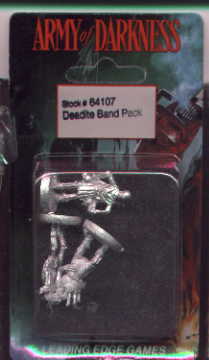 ARMY OF DARKNESS
Stock # 64107
Deadite Band Pack
LEADING EDGE GAMES